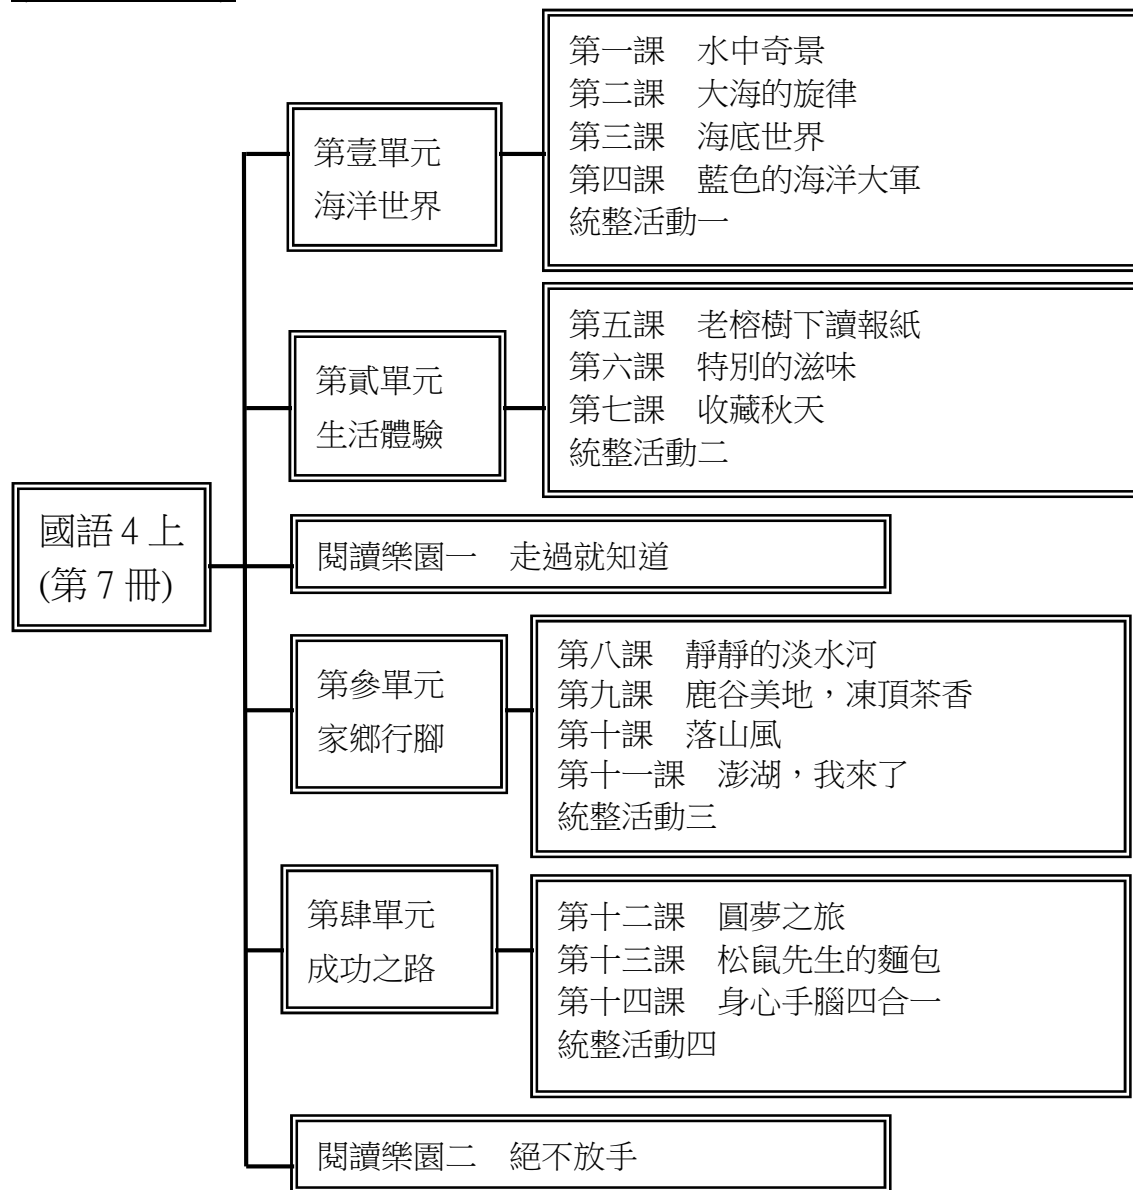 國語4上
(第7冊)
第壹單元
海洋世界
第一課　水中奇景
第二課　大海的旋律
第三課　海底世界
第四課　藍色的海洋大軍
統整活動一
第貳單元
生活體驗
第五課　老榕樹下讀報紙
第六課　特別的滋味
第七課　收藏秋天
統整活動二
閱讀樂園一　走過就知道
第參單元
家鄉行腳
第八課　靜靜的淡水河
第九課　鹿谷美地，凍頂茶香
第十課　落山風
第十一課　澎湖，我來了
統整活動三
第肆單元
成功之路
第十二課　圓夢之旅
第十三課　松鼠先生的麵包
第十四課　身心手腦四合一
統整活動四
閱讀樂園二　絕不放手